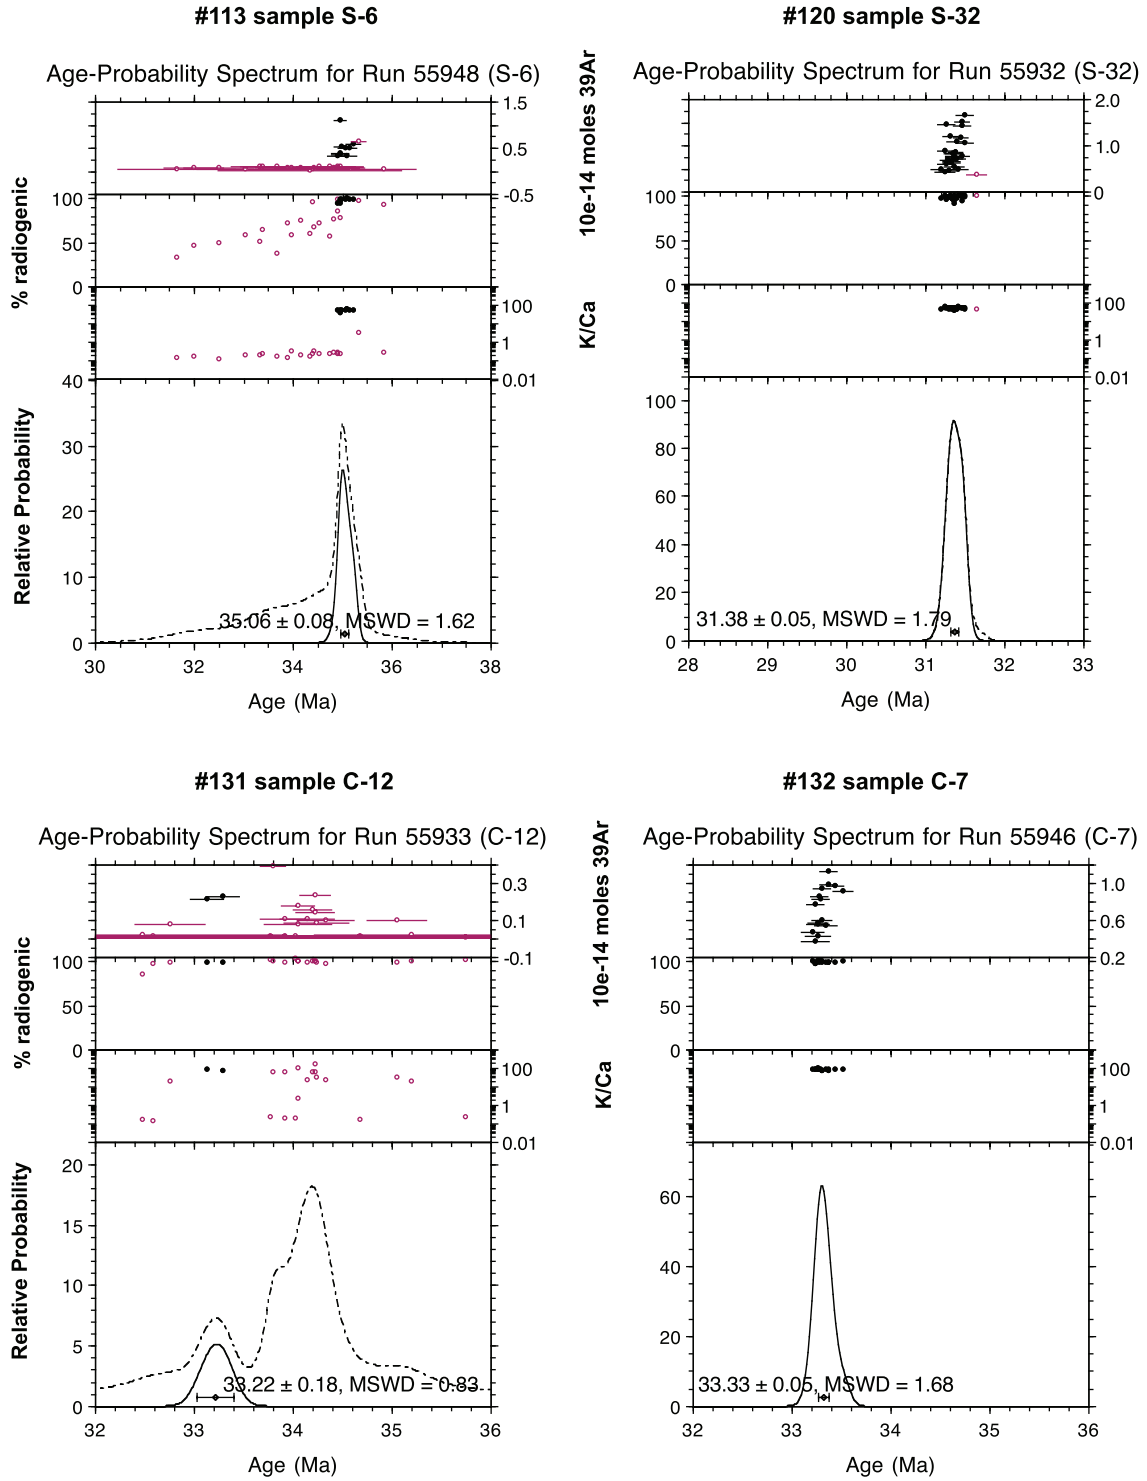 #113 sample S-6
#120 sample S-32
Age-Probability Spectrum for Run 55948 (S-6)
1.5
0.5
-0.5
% radiogenic
100
50
0
100
1
0.01
Relative Probability
40
30
20
10
0
35.06 ± 0.08, MSWD = 1.62
30 32 34 36 38
Age (Ma)
Age-Probability Spectrum for Run 55932 (S-32)
10e-14 moles 39Ar
2.0
1.0
0
100
50
0
K/Ca
100
1
0.01
100
80
60
40
20
0
31.38 ± 0.05, MSWD = 1.79
28 29 30 31 32 33
Age (Ma)
#131 sample C-12
#132 sample C-7
Age-Probability Spectrum for Run 55933 (C-12)
0.3
0.1
-0.1
% radiogenic
100
50
0
100
1
0.01
Relative Probability
20
15
10
5
0
33.22 ± 0.18, MSWD = 0.83
32 33 34 35 36
Age (Ma)
Age-Probability Spectrum for Run 55946 (C-7)
10e-14 moles 39Ar
1.0
0.6
0.2
100
50
0
K/Ca
100
1
0.01
60
40
20
0
33.33 ± 0.05, MSWD = 1.68
32 33 34 35 36
Age (Ma)